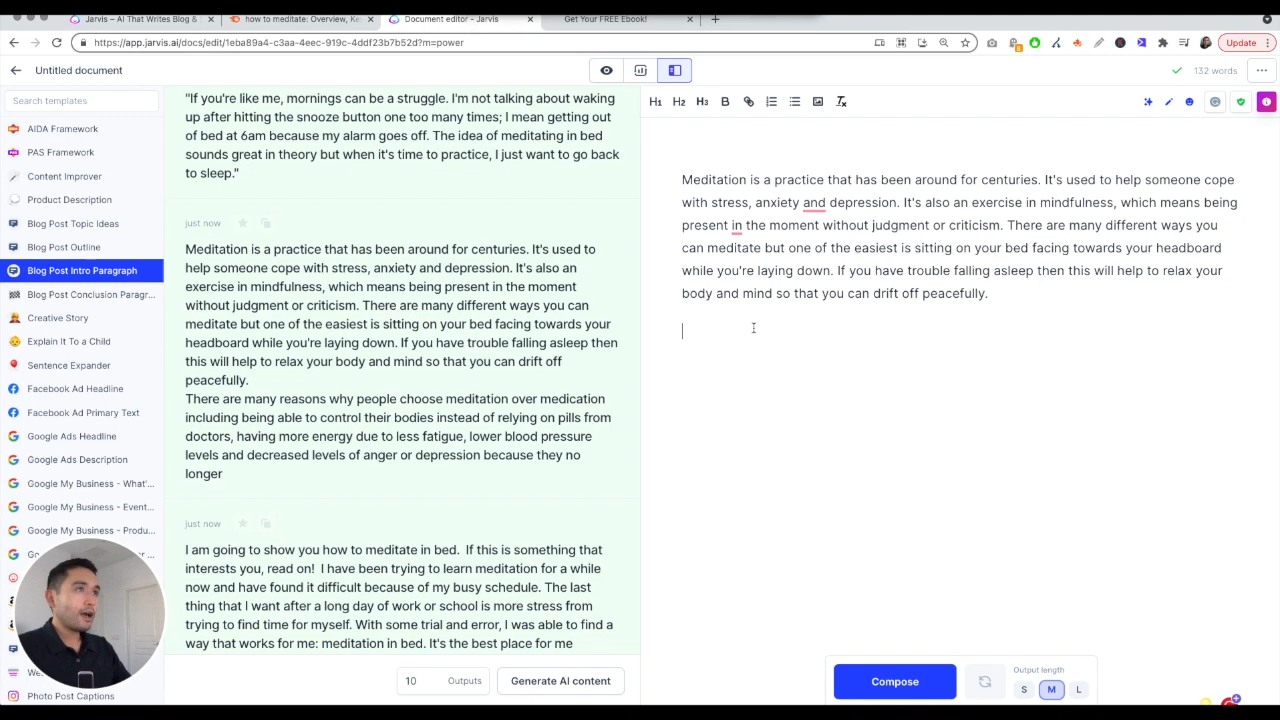 Jarvis – AI That Writes Blog &
how to meditate: Overview, Ke
Document editor - Jarvis
Get Your FREE Ebook!
https://app.jarvis.ai/docs/edit/1eba89a4-c3aa-4eec-919c-4ddf23b7b52d?m=power
Update
Untitled document
132 words
Search templates
AIDA Framework
PAS Framework
Content Improver
Product Description
Blog Post Topic Ideas
Blog Post Outline
Blog Post Intro Paragraph
Blog Post Conclusion Paragr...
Creative Story
Explain It To a Child
Sentence Expander
Facebook Ad Headline
Facebook Ad Primary Text
Google Ads Headline
Google Ads Description
Google My Business - What'...
Google My Business - Event...
Google My Business - Produ...
Photo Post Captions
"If you're like me, mornings can be a struggle. I'm not talking about waking
up after hitting the snooze button one too many times; I mean getting out
of bed at 6am because my alarm goes off. The idea of meditating in bed
sounds great in theory but when it's time to practice, I just want to go back
to sleep."
just now
Meditation is a practice that has been around for centuries. It's used to
help someone cope with stress, anxiety and depression. It's also an
exercise in mindfulness, which means being present in the moment
without judgment or criticism. There are many different ways you can
meditate but one of the easiest is sitting on your bed facing towards your
headboard while you're laying down. If you have trouble falling asleep then
this will help to relax your body and mind so that you can drift off
peacefully.
There are many reasons why people choose meditation over medication
including being able to control their bodies instead of relying on pills from
doctors, having more energy due to less fatigue, lower blood pressure
levels and decreased levels of anger or depression because they no
longer
just now
I am going to show you how to meditate in bed. If this is something that
interests you, read on! I have been trying to learn meditation for a while
now and have found it difficult because of my busy schedule. The last
thing that I want after a long day of work or school is more stress from
trying to find time for myself. With some trial and error, I was able to find a
way that works for me: meditation in bed. It's the best place for me
10
Outputs
Generate AI content
H1
H2
H3
B
Meditation is a practice that has been around for centuries. It's used to help someone cope
with stress, anxiety and depression. It's also an exercise in mindfulness, which means being
present in the moment without judgment or criticism. There are many different ways you
can meditate but one of the easiest is sitting on your bed facing towards your headboard
while you're laying down. If you have trouble falling asleep then this will help to relax your
body and mind so that you can drift off peacefully.
Compose
Output length
S
M
L